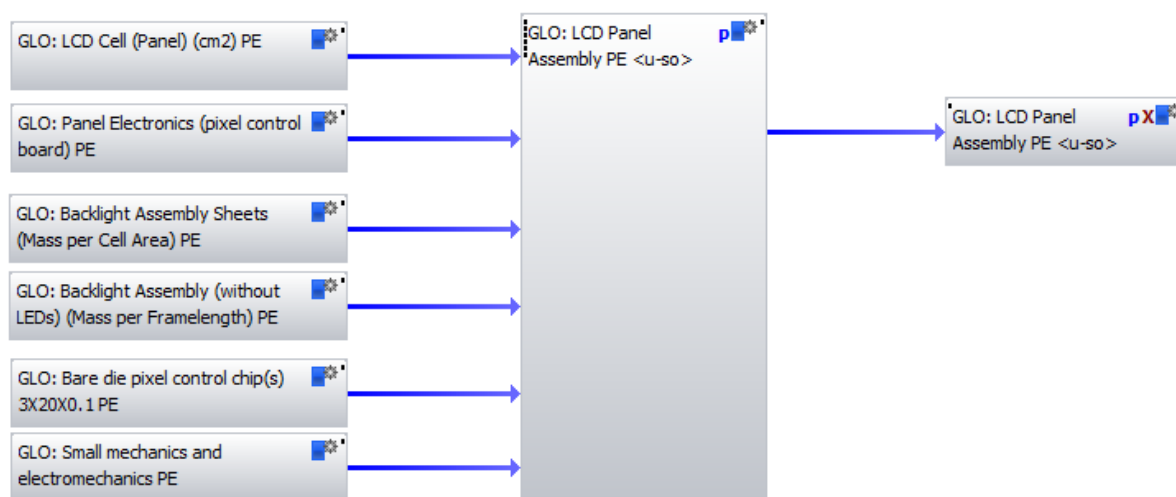 GLO: LCD Cell (Panel) (cm2) PE
GLO: Panel Electronics (pixel control
board) PE
GLO: Backlight Assembly Sheets
(Mass per Cell Area) PE
GLO: Backlight Assembly (without
LEDs) (Mass per Framelength) PE
GLO: Bare die pixel control chip(s)
3X20X0.1 PE
GLO: Small mechanics and
electromechanics PE
GLO: LCD Panel p
Assembly PE <u-so>
GLO: LCD Panel p X
Assembly PE <u-so>